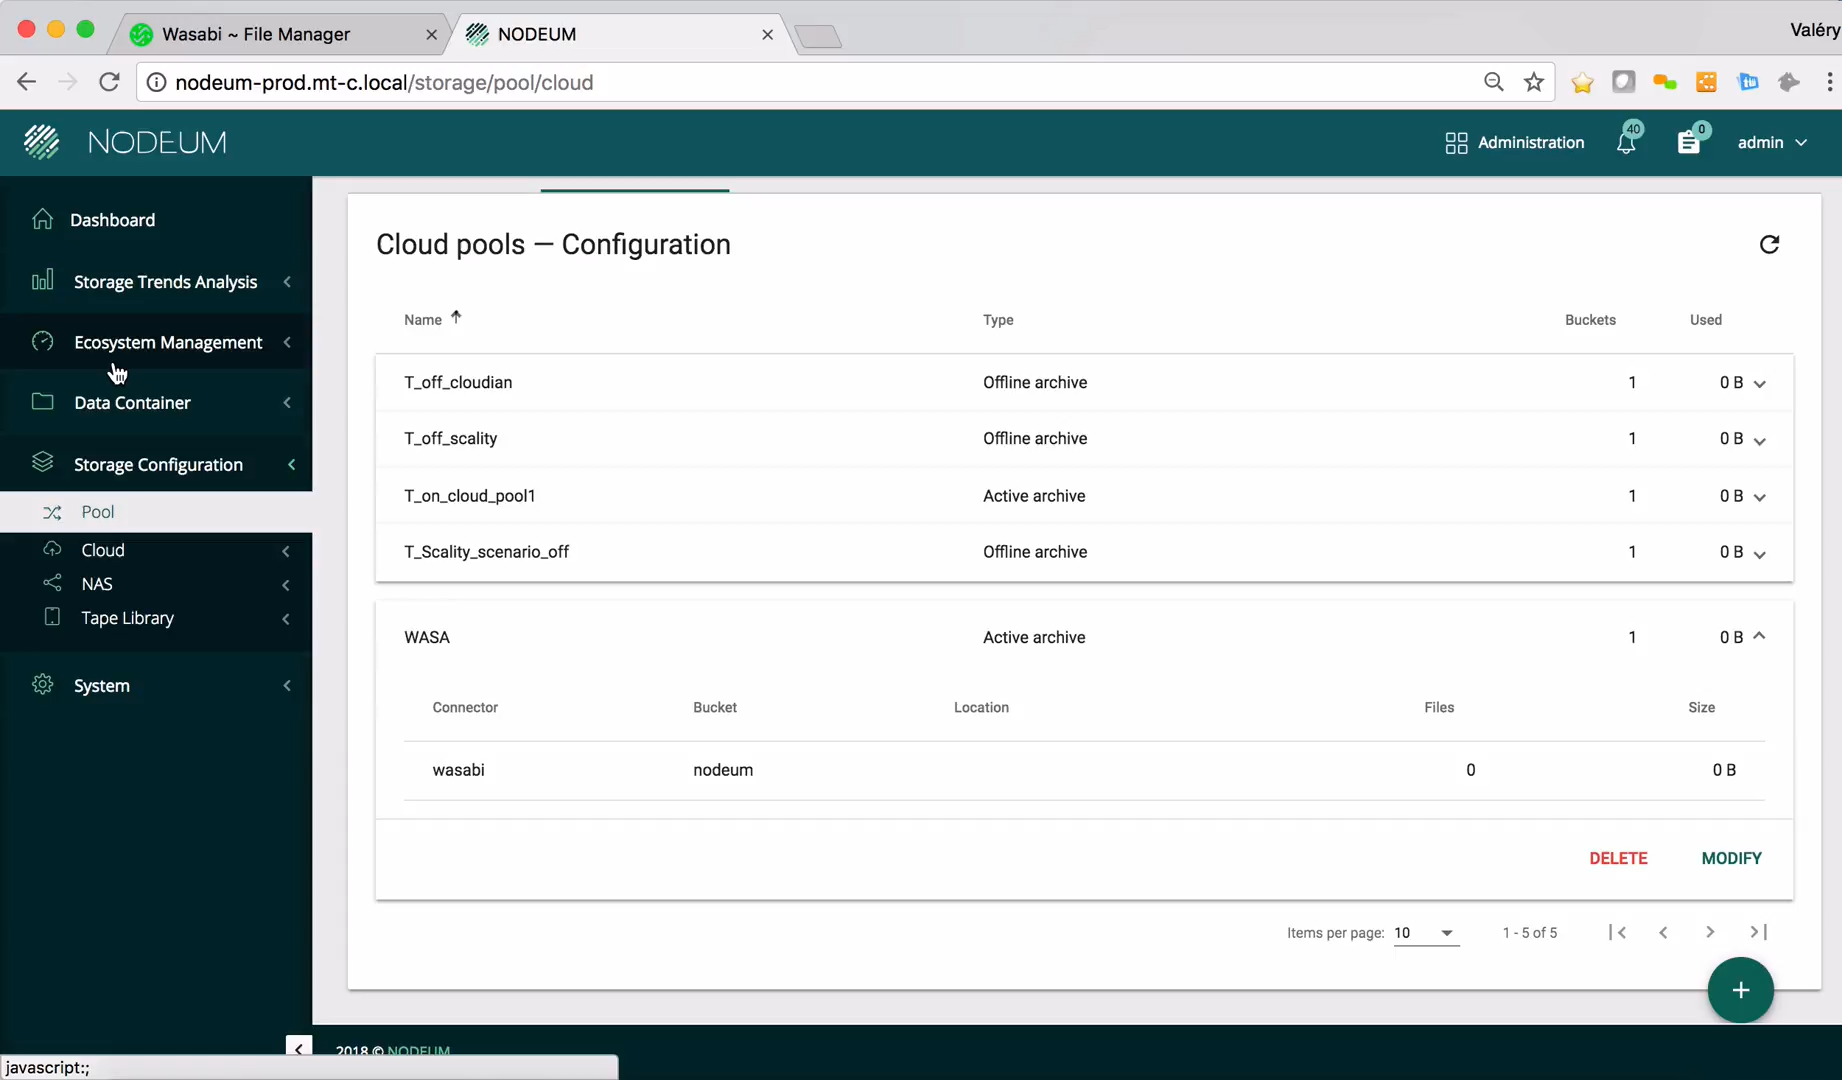 Wasabi ~ File Manager
NODEUM
Valéry
nodeum-prod.mt-c.local/storage/pool/cloud
NODEUM
Administration
40
0
admin
Dashboard
Storage Trends Analysis
Ecosystem Management
Data Container
Storage Configuration
Pool
Cloud
NAS
Tape Library
System
Cloud pools — Configuration
Name Type Buckets Used
T_off_cloudian Offline archive 1 0 B
T_off_scality Offline archive 1 0 B
T_on_cloud_pool1 Active archive 1 0 B
T_Scality_scenario_off Offline archive 1 0 B
WASA Active archive 1 0 B
Connector Bucket Location Files Size
wasabi nodeum 0 0 B
DELETE MODIFY
Items per page: 10 1 - 5 of 5
+
2018 © NODEUM
javascript:;